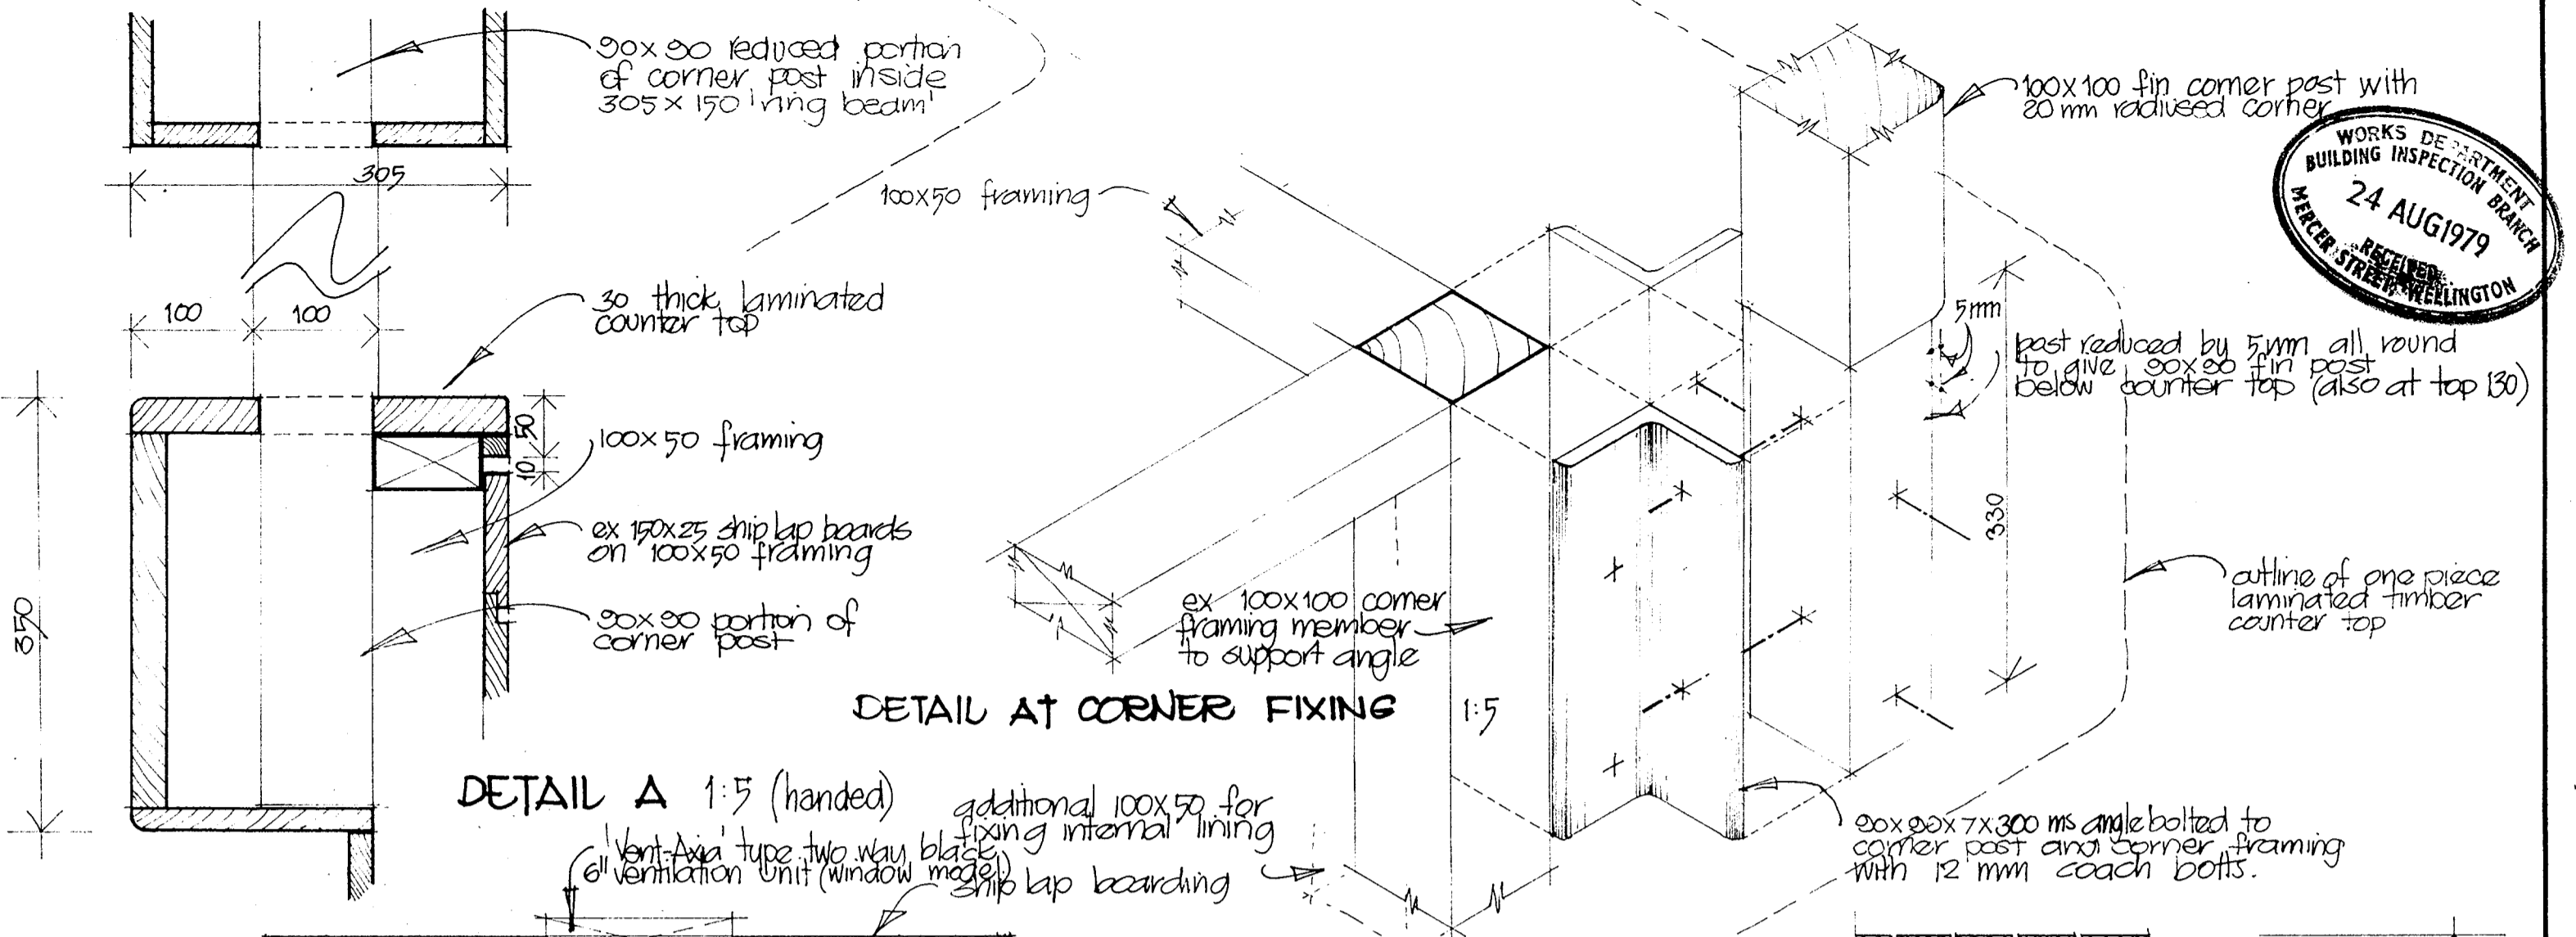 90x90 reduced portion
of corner post inside
305x150 'ring beam'
305
100
100
30 thick laminated
counter top
50
10
100x50 framing
ex 150x25 ship lap boards
on 100x50 framing
90x90 portion of
corner post
350
DETAIL A 1:5 (handed)
'Vent-Axia' type two way black
6" ventilation unit (window model)
ship lap boarding
additional 100x50 for
fixing internal lining
100x50 framing
ex 100x100 corner
framing member
to support angle
DETAIL AT CORNER FIXING 1:5
100x100 fin corner post with
20mm radiused corner
5mm
post reduced by 5mm all round
to give 90x90 fin post
below counter top (also at top 130)
330
outline of one piece
laminated timber
counter top
90x90x7x300 ms angle bolted to
corner post and corner framing
with 12 mm coach bolts.
WORKS DEPARTMENT
BUILDING INSPECTION BRANCH
24 AUG 1979
RECEIVED
MERCER STREET, WELLINGTON